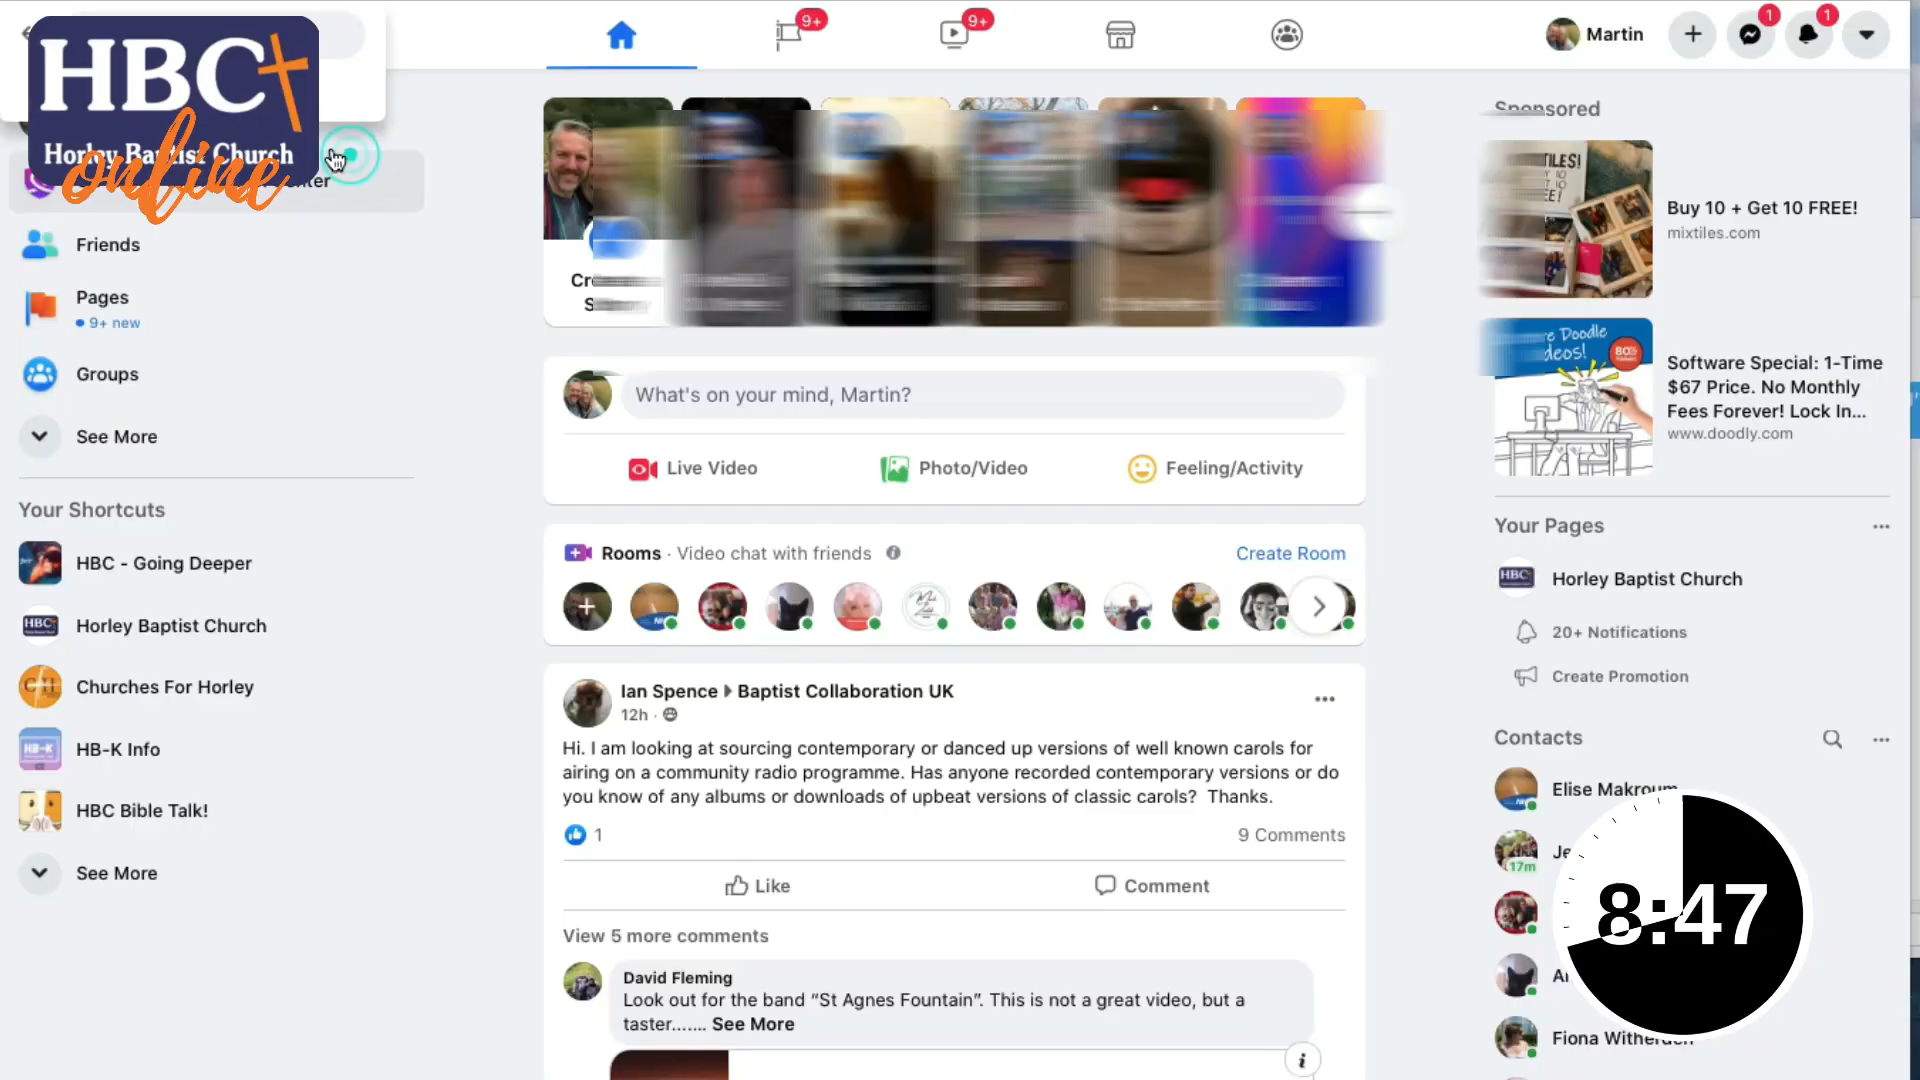 HBC
Horley Baptist Church
online
9+
9+
Martin
1
1
Friends
Pages
9+ new
Groups
See More
Your Shortcuts
HBC - Going Deeper
Horley Baptist Church
Churches For Horley
HB-K Info
HBC Bible Talk!
See More
What's on your mind, Martin?
Live Video
Photo/Video
Feeling/Activity
Rooms · Video chat with friends
Create Room
Ian Spence ▸ Baptist Collaboration UK
12h ·
Hi. I am looking at sourcing contemporary or danced up versions of well known carols for
airing on a community radio programme. Has anyone recorded contemporary versions or do
you know of any albums or downloads of upbeat versions of classic carols?  Thanks.
1
9 Comments
Like
Comment
View 5 more comments
David Fleming
Look out for the band “St Agnes Fountain”. This is not a great video, but a
taster....... See More
Sponsored
Buy 10 + Get 10 FREE!
mixtiles.com
80%
Software Special: 1-Time
$67 Price. No Monthly
Fees Forever! Lock In...
www.doodly.com
Your Pages
HBC
Horley Baptist Church
20+ Notifications
Create Promotion
Contacts
Elise Makroum
17m
8:47
Fiona